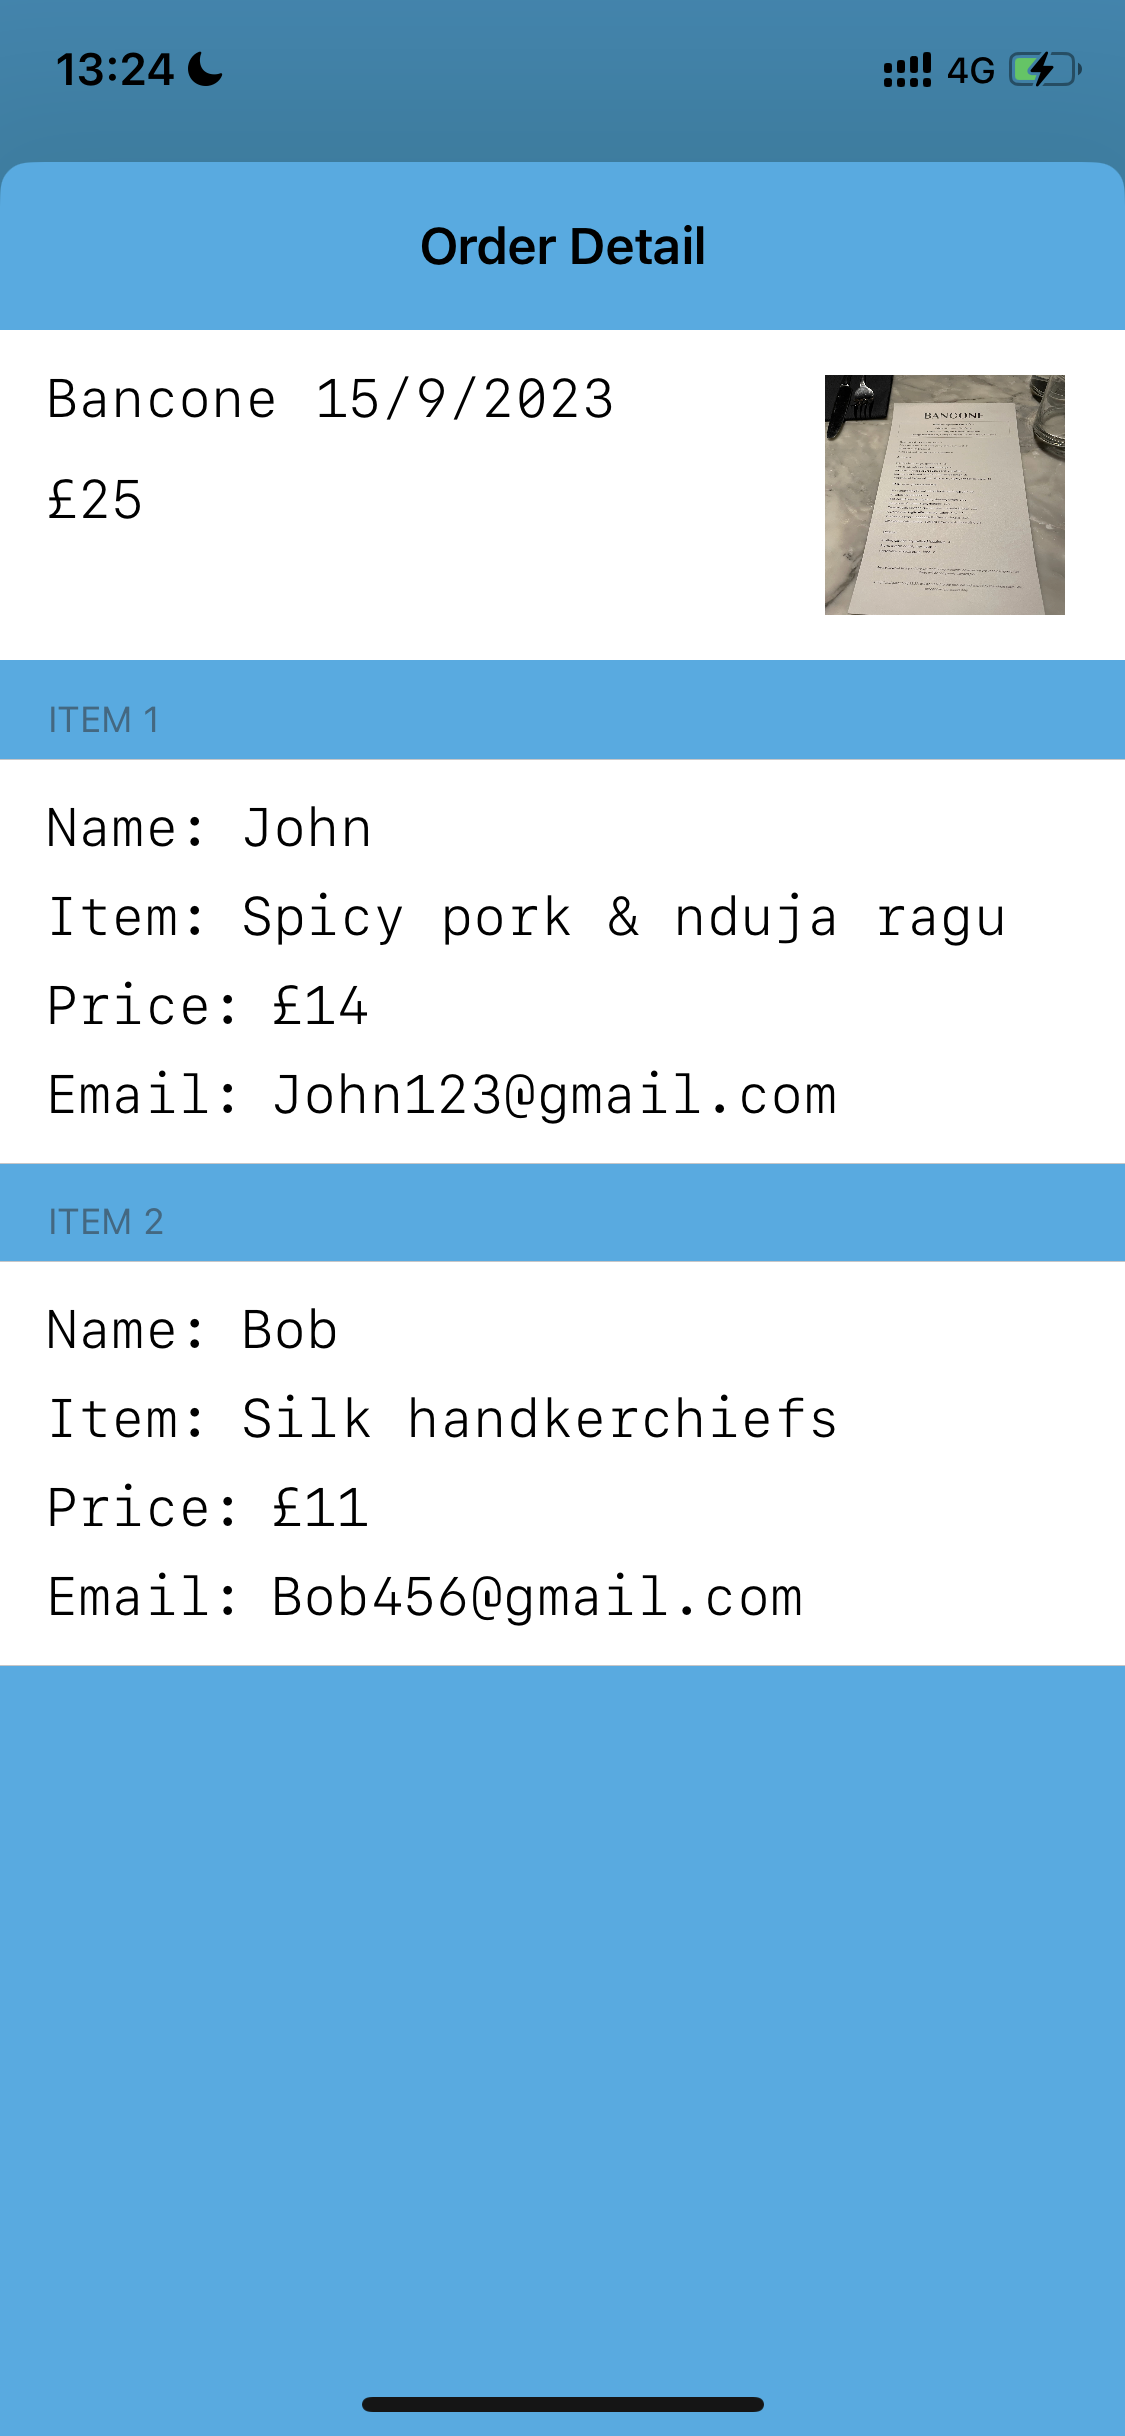 13:24
4G
Order Detail
Bancone 15/9/2023
£25
BANCONE
ITEM 1
Name: John
Item: Spicy pork & nduja ragu
Price: £14
Email: John123@gmail.com
ITEM 2
Name: Bob
Item: Silk handkerchiefs
Price: £11
Email: Bob456@gmail.com